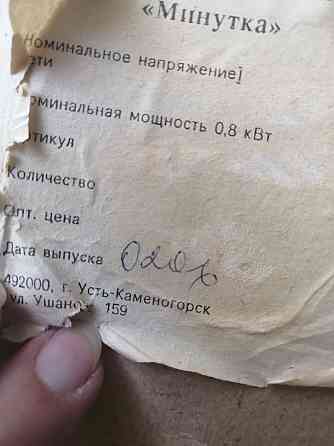 «Минутка»
Номинальное напряжение
ети
оминальная мощность 0,8 кВт
тикул
Количество
Опт. цена
Дата выпуска
492000, г. Усть-Каменогорск
ул. Ушано 159